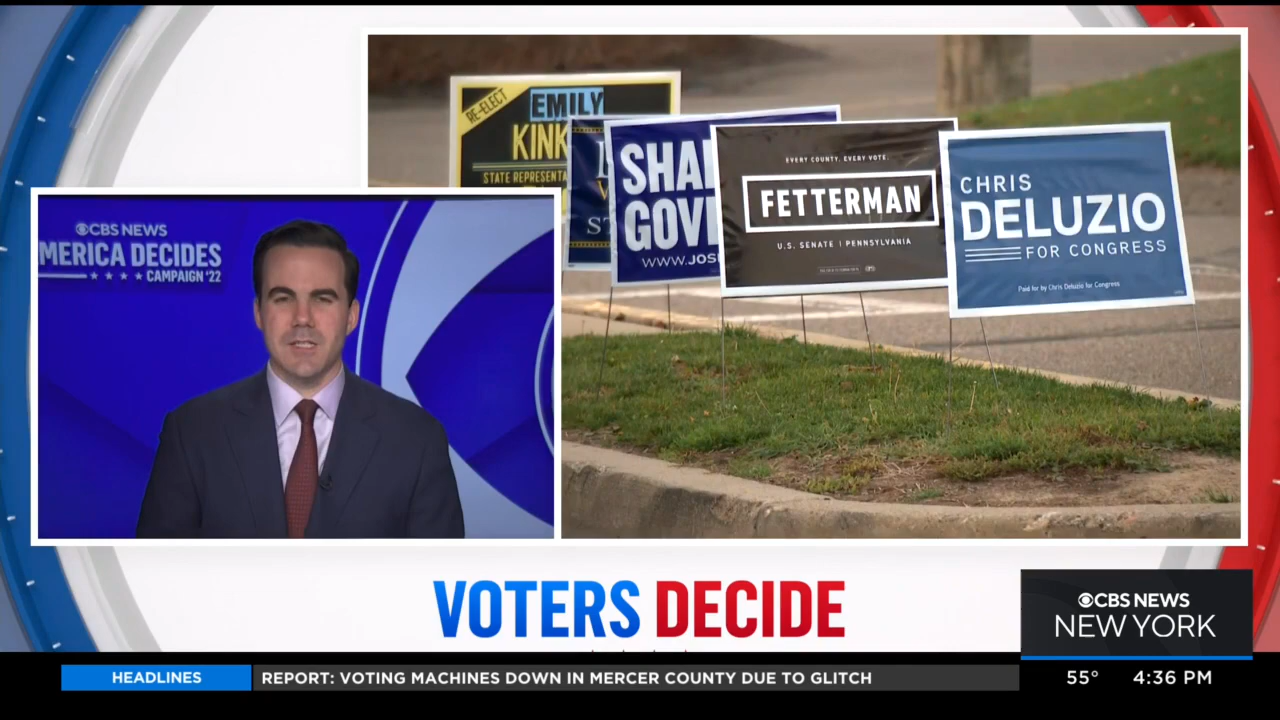 RE-ELECT
EMILY
KINK
STATE REPRESENTA
SHA
GOV
WWW.JOS
EVERY COUNTY. EVERY VOTE.
FETTERMAN
U.S. SENATE | PENNSYLVANIA
CHRIS
DELUZIO
FOR CONGRESS
Paid for by Chris Deluzio for Congress
CBS NEWS
MERICA DECIDES
CAMPAIGN '22
VOTERS DECIDE
CBS NEWS
NEW YORK
HEADLINES
REPORT: VOTING MACHINES DOWN IN MERCER COUNTY DUE TO GLITCH
55° 4:36 PM